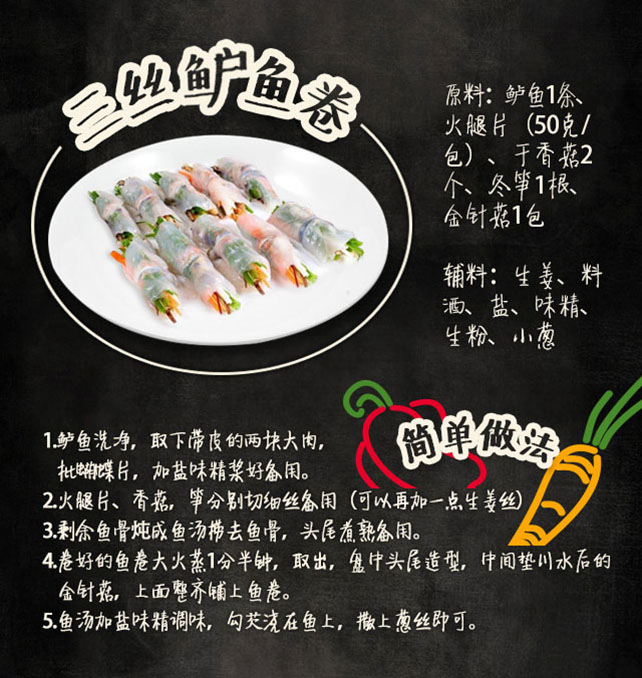 三丝鲈鱼卷
原料：鲈鱼1条、
火腿片（50克/
包）、干香菇2
个、冬笋1根、
金针菇1包
辅料：生姜、料
酒、盐、味精、
生粉、小葱
简单做法
1.鲈鱼洗净，取下带皮的两块大肉，
批蝴蝶片，加盐味精浆好备用。
2.火腿片、香菇，笋分别切细丝备用（可以再加一点生姜丝）
3.剩余鱼骨炖成鱼汤捞去鱼骨，头尾煮熟备用。
4.卷好的鱼卷大火蒸1分半钟，取出，盘中头尾造型，中间垫川水后的
金针菇，上面整齐铺上鱼卷。
5.鱼汤加盐味精调味，勾芡浇在鱼上，撒上葱丝即可。